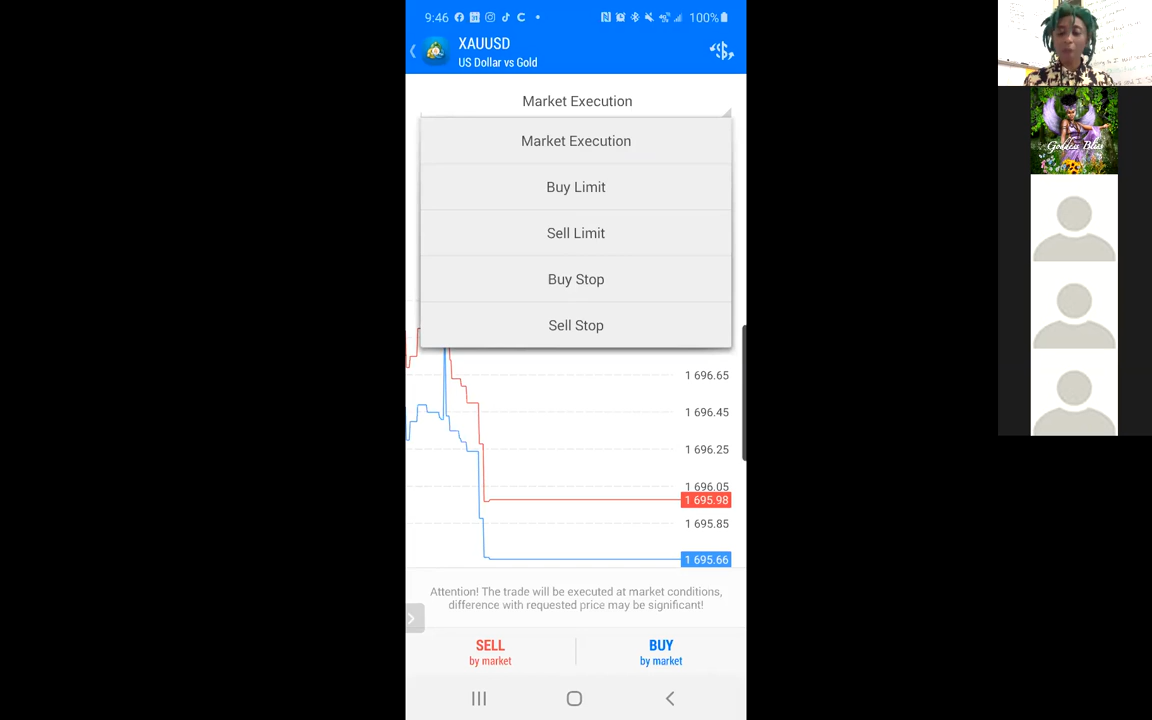 9:46
100%
XAUUSD
US Dollar vs Gold
Market Execution
Market Execution
Buy Limit
Sell Limit
Buy Stop
Sell Stop
1 696.65
1 696.45
1 696.25
1 696.05
1 695.98
1 695.85
1 695.66
Attention! The trade will be executed at market conditions,
difference with requested price may be significant!
SELL
by market
BUY
by market
Goddess Bliss